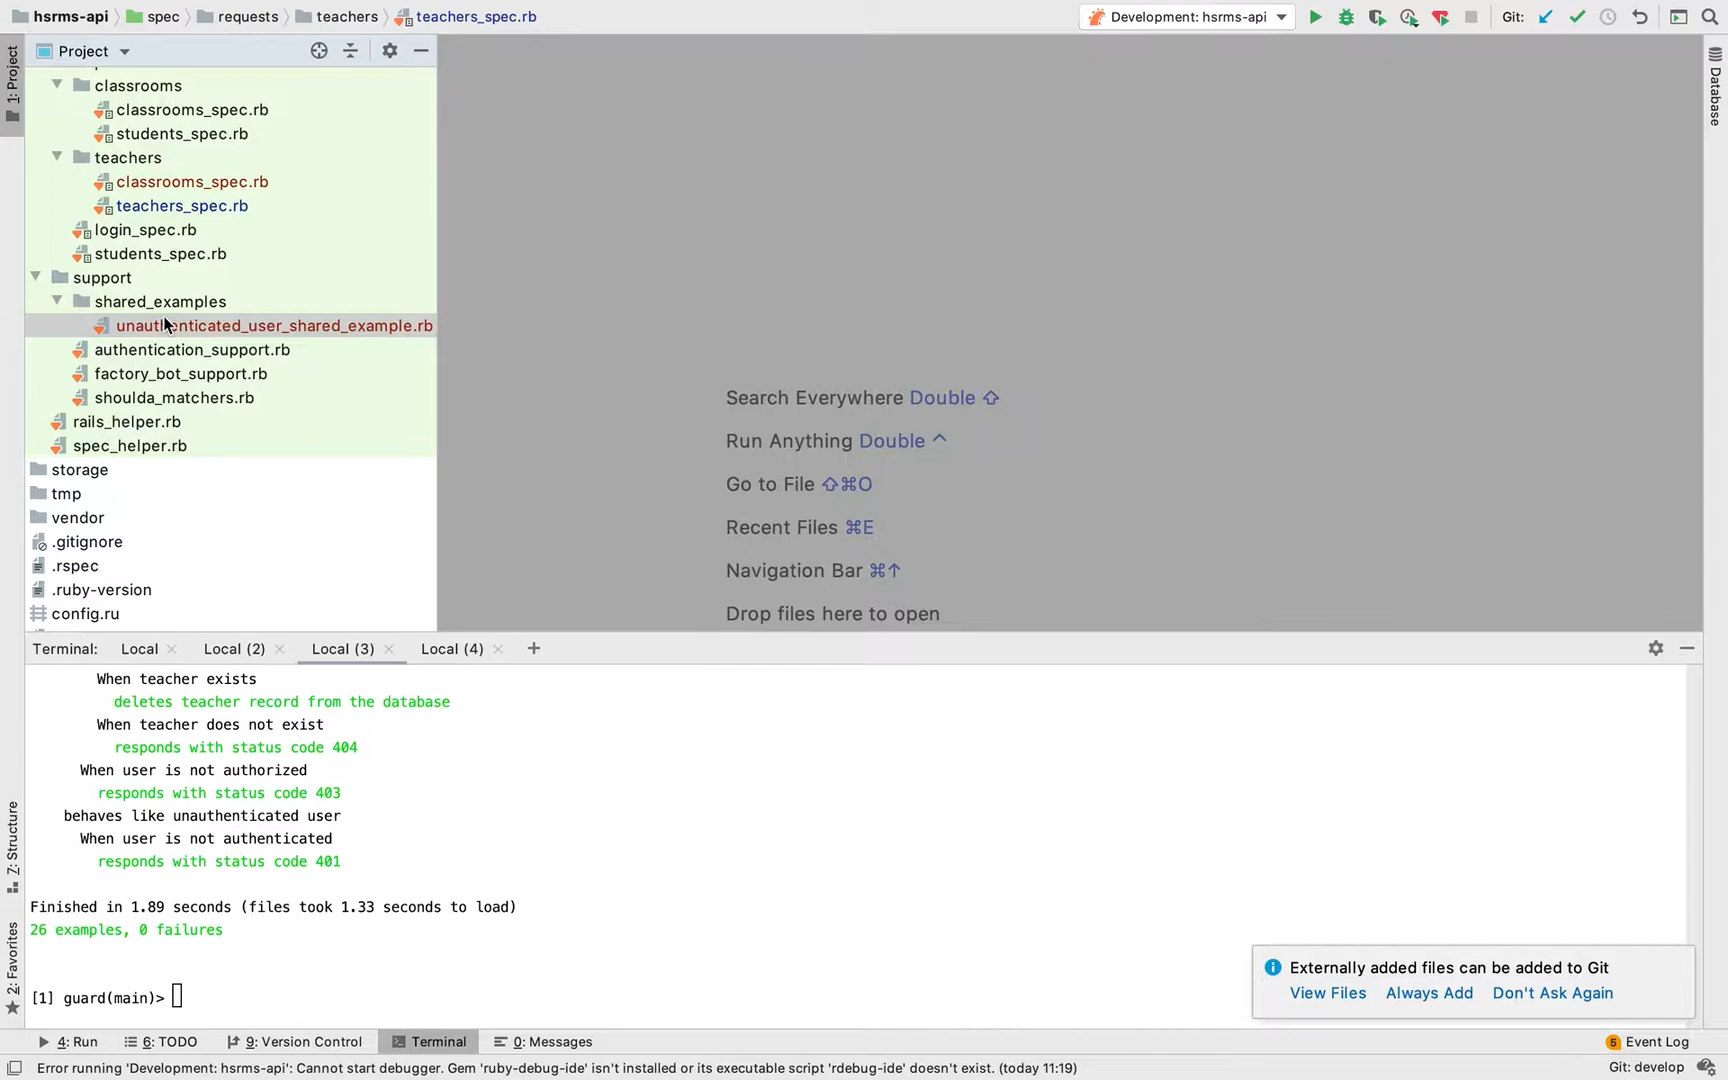 hsrms-api spec requests teachers teachers_spec.rb Development: hsrms-api Git:
1: Project
Project
classrooms
classrooms_spec.rb
students_spec.rb
teachers
classrooms_spec.rb
teachers_spec.rb
login_spec.rb
students_spec.rb
support
shared_examples
unauthenticated_user_shared_example.rb
authentication_support.rb
factory_bot_support.rb
shoulda_matchers.rb
rails_helper.rb
spec_helper.rb
storage
tmp
vendor
.gitignore
.rspec
.ruby-version
config.ru
Search Everywhere Double ⇧
Run Anything Double ^
Go to File ⇧⌘O
Recent Files ⌘E
Navigation Bar ⌘↑
Drop files here to open
Database
Terminal: Local Local (2) Local (3) Local (4)
When teacher exists
deletes teacher record from the database
When teacher does not exist
responds with status code 404
When user is not authorized
responds with status code 403
behaves like unauthenticated user
When user is not authenticated
responds with status code 401
Finished in 1.89 seconds (files took 1.33 seconds to load)
26 examples, 0 failures
[1] guard(main)>
Z: Structure
2: Favorites
Externally added files can be added to Git
View Files Always Add Don't Ask Again
4: Run 6: TODO 9: Version Control Terminal 0: Messages 5 Event Log
Error running 'Development: hsrms-api': Cannot start debugger. Gem 'ruby-debug-ide' isn't installed or its executable script 'rdebug-ide' doesn't exist. (today 11:19) Git: develop